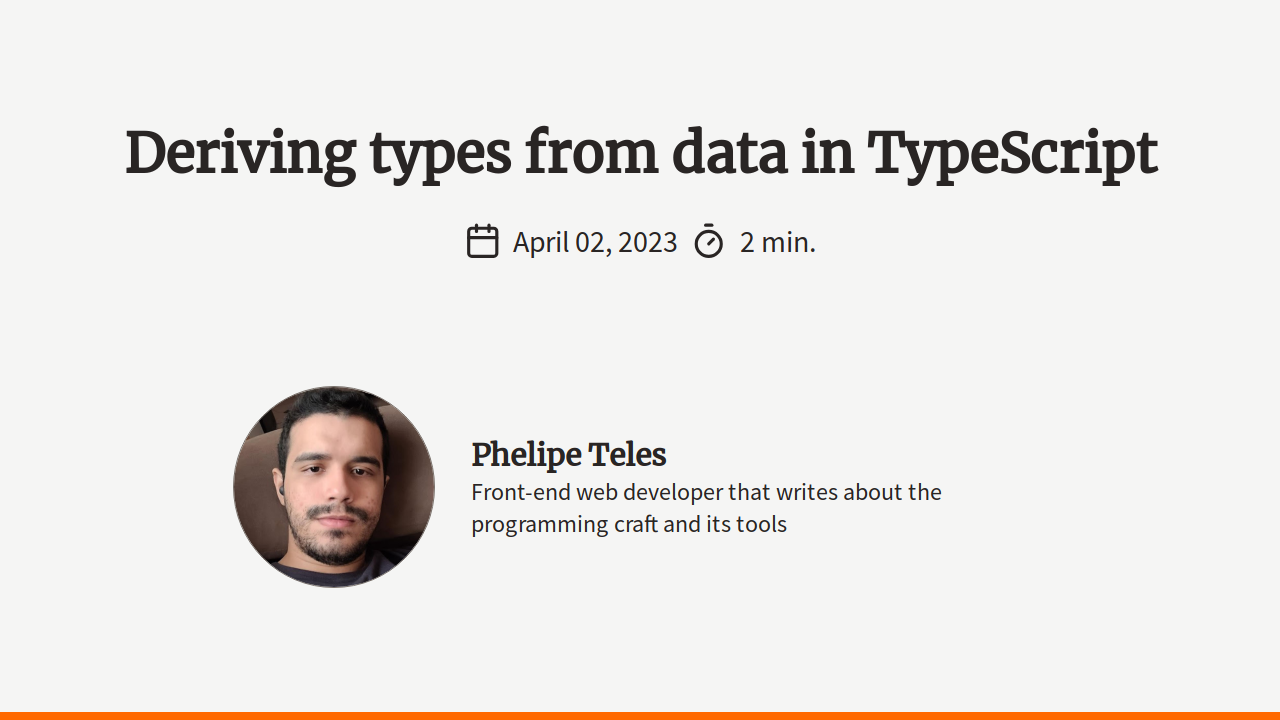 Deriving types from data in TypeScript
April 02, 2023 2 min.
Phelipe Teles
Front-end web developer that writes about the
programming craft and its tools